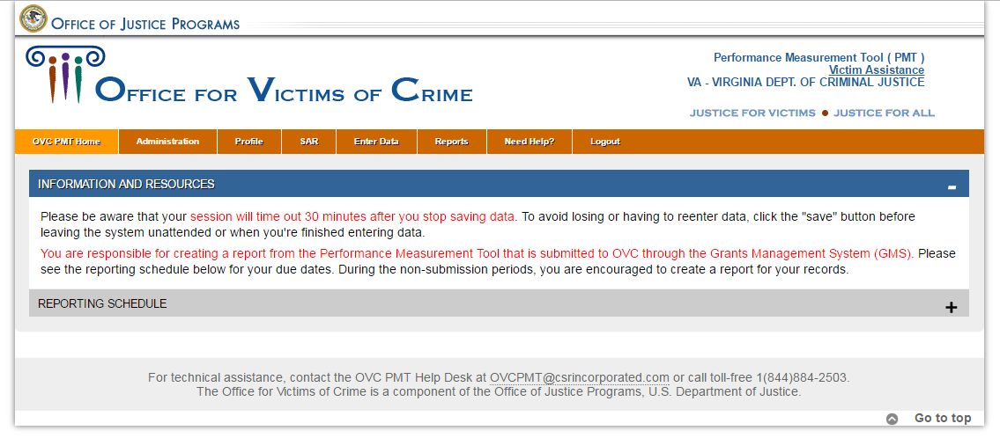 OFFICE OF JUSTICE PROGRAMS
OFFICE FOR VICTIMS OF CRIME
Performance Measurement Tool ( PMT )
Victim Assistance
VA - VIRGINIA DEPT. OF CRIMINAL JUSTICE
JUSTICE FOR VICTIMS ● JUSTICE FOR ALL
OVC PMT Home Administration Profile SAR Enter Data Reports Need Help? Logout
INFORMATION AND RESOURCES -
Please be aware that your session will time out 30 minutes after you stop saving data. To avoid losing or having to reenter data, click the "save" button before
leaving the system unattended or when you're finished entering data.
You are responsible for creating a report from the Performance Measurement Tool that is submitted to OVC through the Grants Management System (GMS). Please
see the reporting schedule below for your due dates. During the non-submission periods, you are encouraged to create a report for your records.
REPORTING SCHEDULE +
For technical assistance, contact the OVC PMT Help Desk at OVCPMT@csrincorporated.com or call toll-free 1(844)884-2503.
The Office for Victims of Crime is a component of the Office of Justice Programs, U.S. Department of Justice.
Go to top